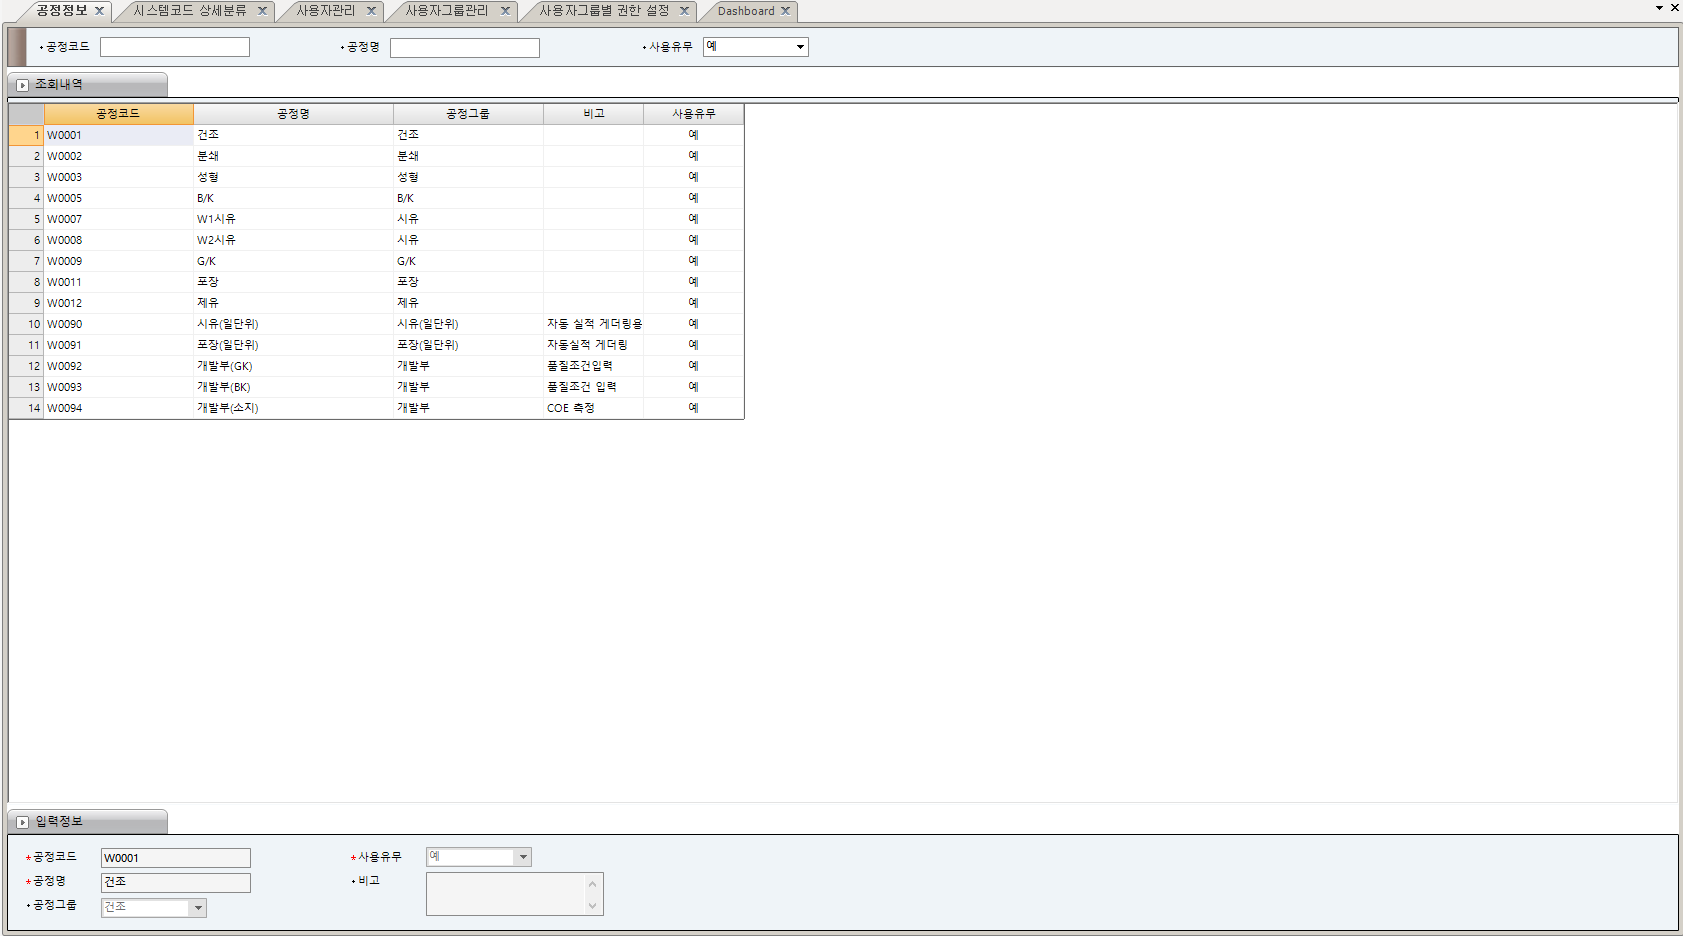 공정정보 시스템코드 상세분류 사용자관리 사용자그룹관리 사용자그룹별 권한 설정 Dashboard
공정코드 공정명 사용유무 예
조회내역
공정코드 공정명 공정그룹 비고 사용유무
1 W0001 건조 건조 예
2 W0002 분쇄 분쇄 예
3 W0003 성형 성형 예
4 W0005 B/K B/K 예
5 W0007 W1시유 시유 예
6 W0008 W2시유 시유 예
7 W0009 G/K G/K 예
8 W0011 포장 포장 예
9 W0012 제유 제유 예
10 W0090 시유(일단위) 시유(일단위) 자동 실적 게더링용 예
11 W0091 포장(일단위) 포장(일단위) 자동실적 게더링 예
12 W0092 개발부(GK) 개발부 품질조건입력 예
13 W0093 개발부(BK) 개발부 품질조건 입력 예
14 W0094 개발부(소지) 개발부 COE 측정 예
입력정보
*공정코드 W0001 *사용유무 예
*공정명 건조 비고
공정그룹 건조